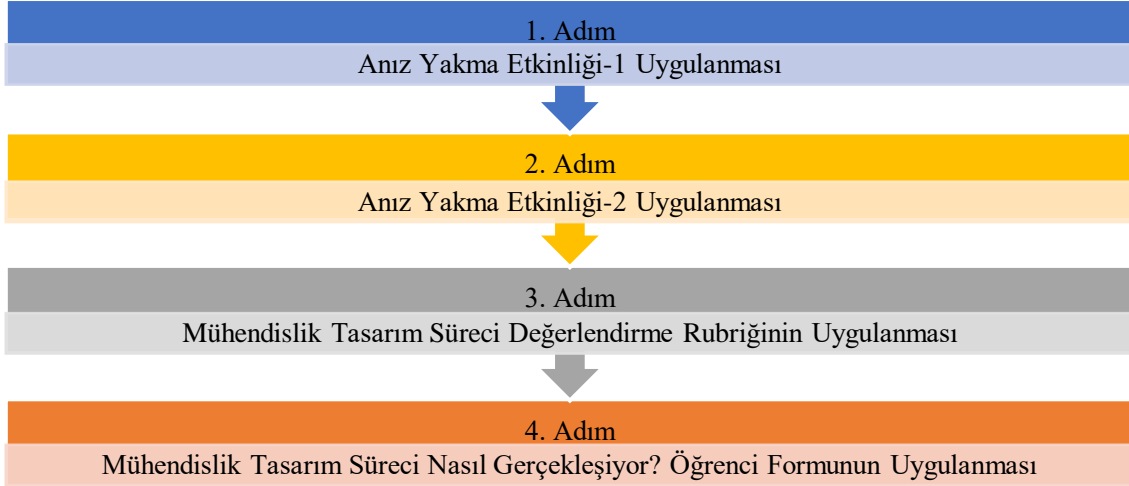 1. Adım
Anız Yakma Etkinliği-1 Uygulanması
2. Adım
Anız Yakma Etkinliği-2 Uygulanması
3. Adım
Mühendislik Tasarım Süreci Değerlendirme Rubriğinin Uygulanması
4. Adım
Mühendislik Tasarım Süreci Nasıl Gerçekleşiyor? Öğrenci Formunun Uygulanması